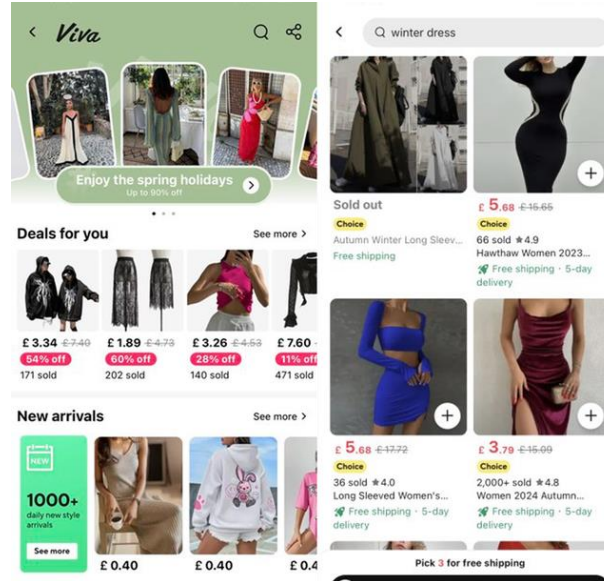 Viva
Enjoy the spring holidays
Up to 90% off
Deals for you
See more >
£3.34 £7.40
54% off
171 sold
£1.89 £4.73
60% off
202 sold
£3.26 £4.53
28% off
140 sold
£7.60
11% off
471 sold
New arrivals
See more >
NEW
1000+
daily new style
arrivals
See more
£0.40
£0.40
£0.4
winter dress
Sold out
Choice
Autumn Winter Long Sleev...
Free shipping
£5.68 £15.65
Choice
66 sold ★4.9
Hawthaw Women 2023...
Free shipping · 5-day
delivery
£5.68 £17.72
Choice
36 sold ★4.0
Long Sleeved Women's...
Free shipping · 5-day
delivery
£3.79 £15.09
Choice
2,000+ sold ★4.8
Women 2024 Autumn...
Free shipping · 5-day
delivery
Pick 3 for free shipping